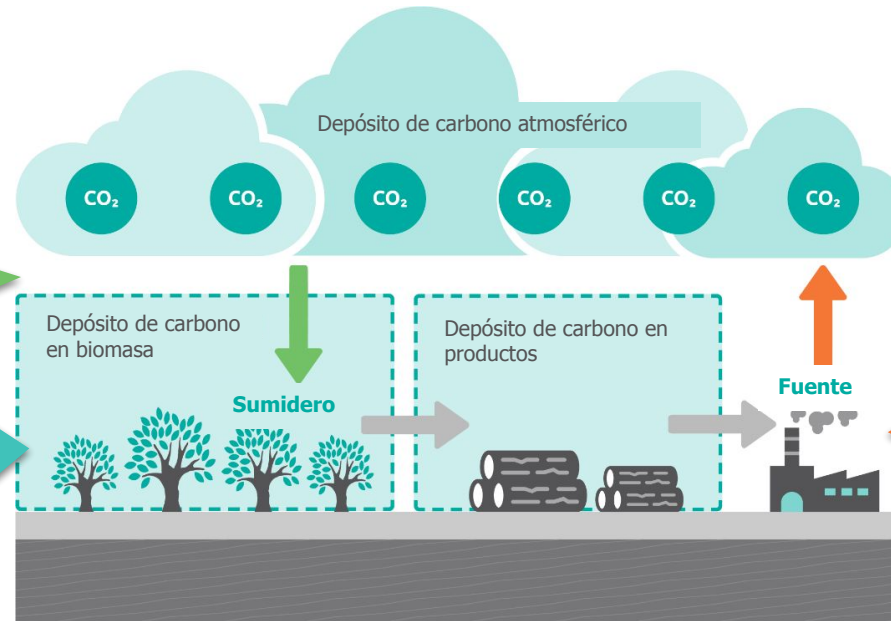 Depósito de carbono atmosférico
CO₂ CO₂ CO₂ CO₂ CO₂ CO₂
Depósito de carbono
en biomasa
Sumidero
Depósito de carbono en
productos
Fuente